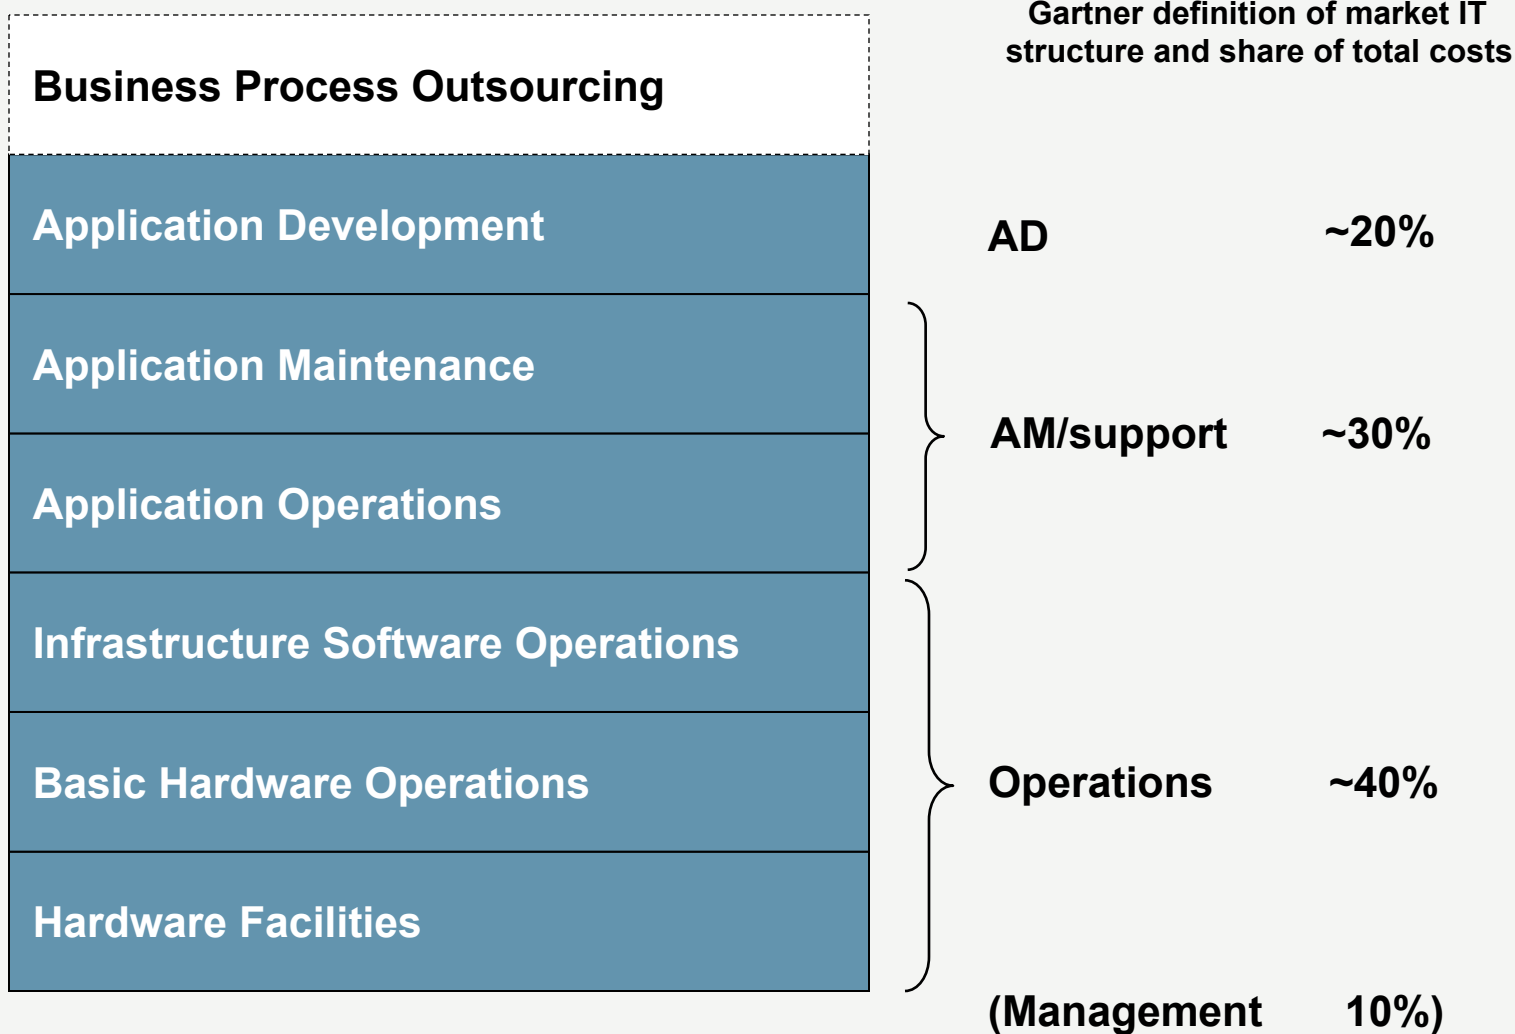 Gartner definition of market IT
structure and share of total costs
Business Process Outsourcing
Application Development
AD ~20%
Application Maintenance
AM/support ~30%
Application Operations
Infrastructure Software Operations
Basic Hardware Operations
Operations ~40%
Hardware Facilities
(Management 10%)